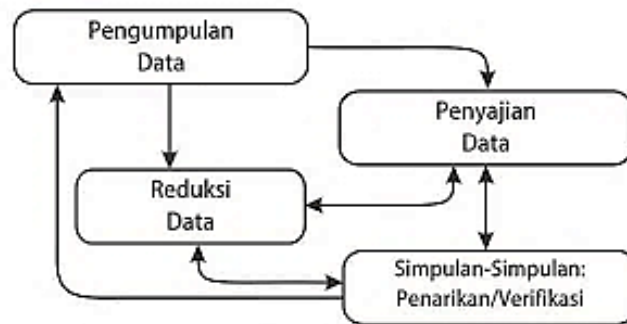 Pengumpulan
Data
Penyajian
Data
Reduksi
Data
Simpulan-Simpulan:
Penarikan/Verifikasi